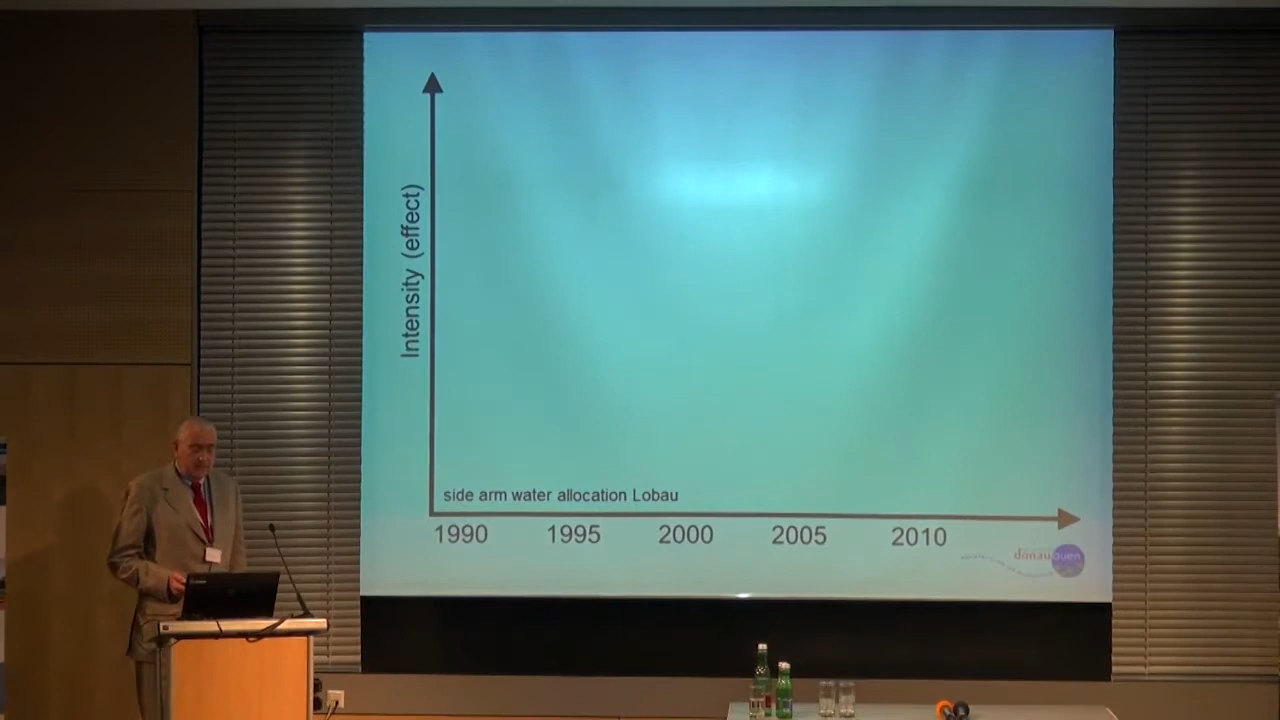 Intensity (effect)
side arm water allocation Lobau
1990 1995 2000 2005 2010
donauauen